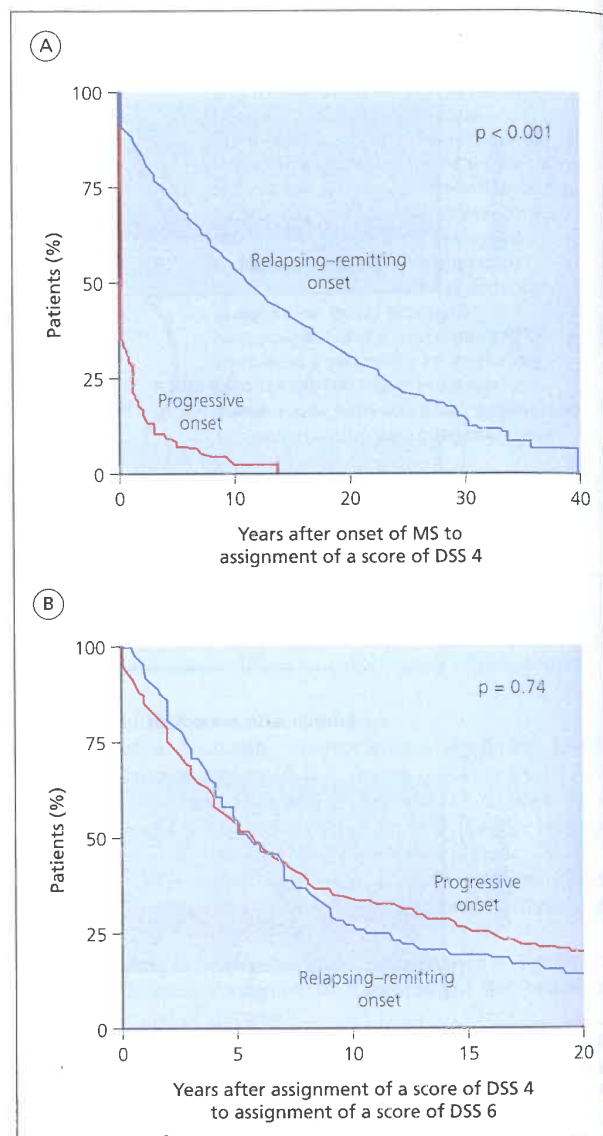 A
100
75
50
25
0
Patients (%)
p < 0.001
Relapsing–remitting
onset
Progressive
onset
0 10 20 30 40
Years after onset of MS to
assignment of a score of DSS 4
B
100
75
50
25
0
Patients (%)
p = 0.74
Progressive
onset
Relapsing–remitting
onset
0 5 10 15 20
Years after assignment of a score of DSS 4
to assignment of a score of DSS 6